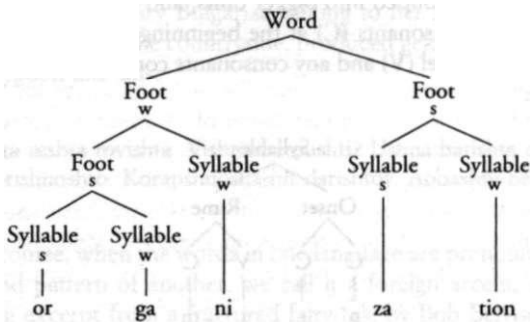 Word
Foot Foot
w s
Foot Syllable Syllable Syllable
s w s w
Syllable Syllable
s w
or ga ni za tion